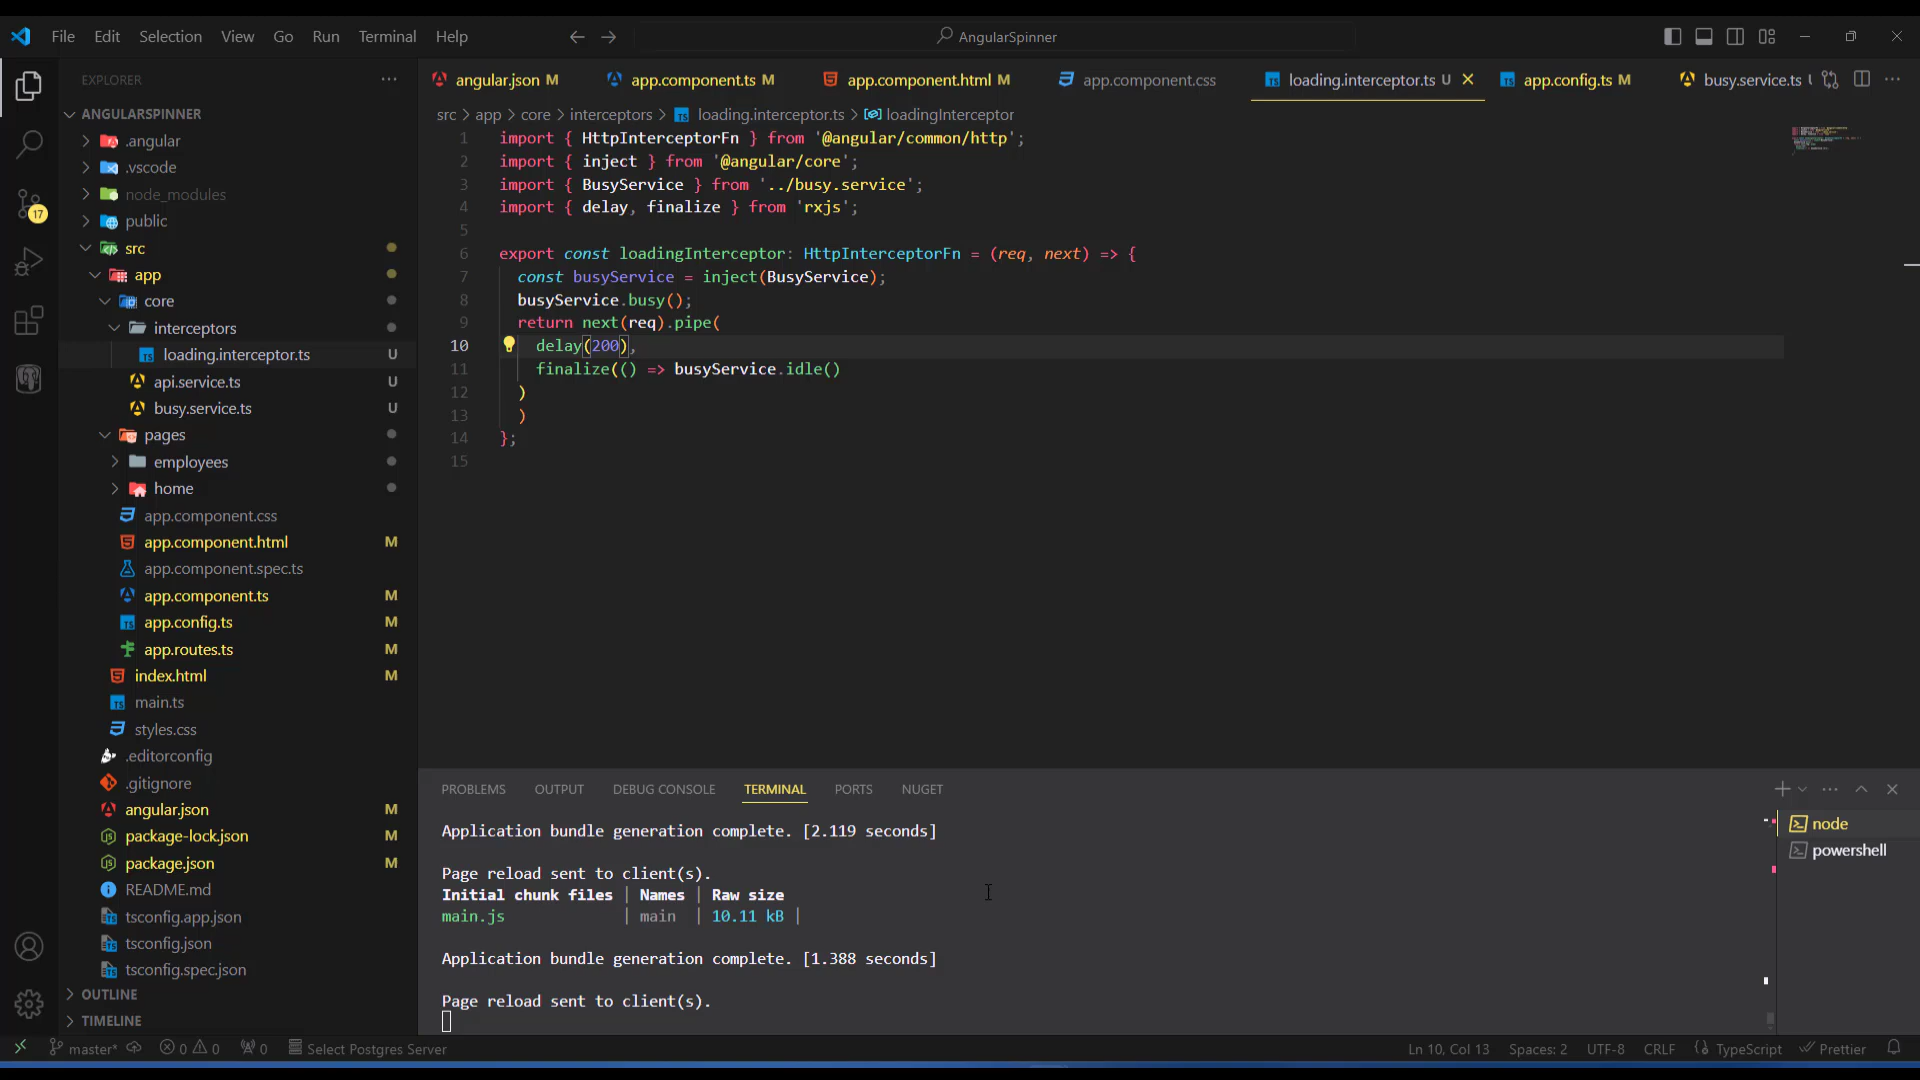 File Edit Selection View Go Run Terminal Help
AngularSpinner
EXPLORER
ANGULARSPINNER
.angular
.vscode
node_modules
public
src
app
core
interceptors
loading.interceptor.ts U
api.service.ts U
busy.service.ts U
pages
employees
home
app.component.css
app.component.html M
app.component.spec.ts
app.component.ts M
app.config.ts M
app.routes.ts M
index.html M
main.ts
styles.css
.editorconfig
.gitignore
angular.json M
package-lock.json M
package.json M
README.md
tsconfig.app.json
tsconfig.json
tsconfig.spec.json
OUTLINE
TIMELINE
17
angular.json M app.component.ts M app.component.html M app.component.css loading.interceptor.ts U app.config.ts M busy.service.ts
src > app > core > interceptors > loading.interceptor.ts > loadingInterceptor
1 import { HttpInterceptorFn } from '@angular/common/http';
2 import { inject } from '@angular/core';
3 import { BusyService } from '../busy.service';
4 import { delay, finalize } from 'rxjs';
5
6 export const loadingInterceptor: HttpInterceptorFn = (req, next) => {
7 const busyService = inject(BusyService);
8 busyService.busy();
9 return next(req).pipe(
10 delay(200),
11 finalize(() => busyService.idle()
12 )
13 )
14 };
15
PROBLEMS OUTPUT DEBUG CONSOLE TERMINAL PORTS NUGET
Application bundle generation complete. [2.119 seconds]
Page reload sent to client(s).
Initial chunk files | Names | Raw size
main.js | main | 10.11 kB |
Application bundle generation complete. [1.388 seconds]
Page reload sent to client(s).
node
powershell
master* 0 0 0 Select Postgres Server
Ln 10, Col 13 Spaces: 2 UTF-8 CRLF TypeScript Prettier